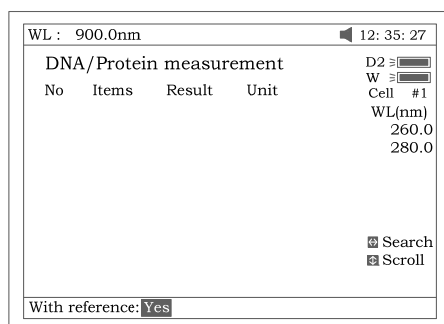 WL : 900.0nm 12: 35: 27
DNA/Protein measurement
D2
W
No Items Result Unit
Cell #1
WL(nm)
260.0
280.0
Search
Scroll
With reference: Yes